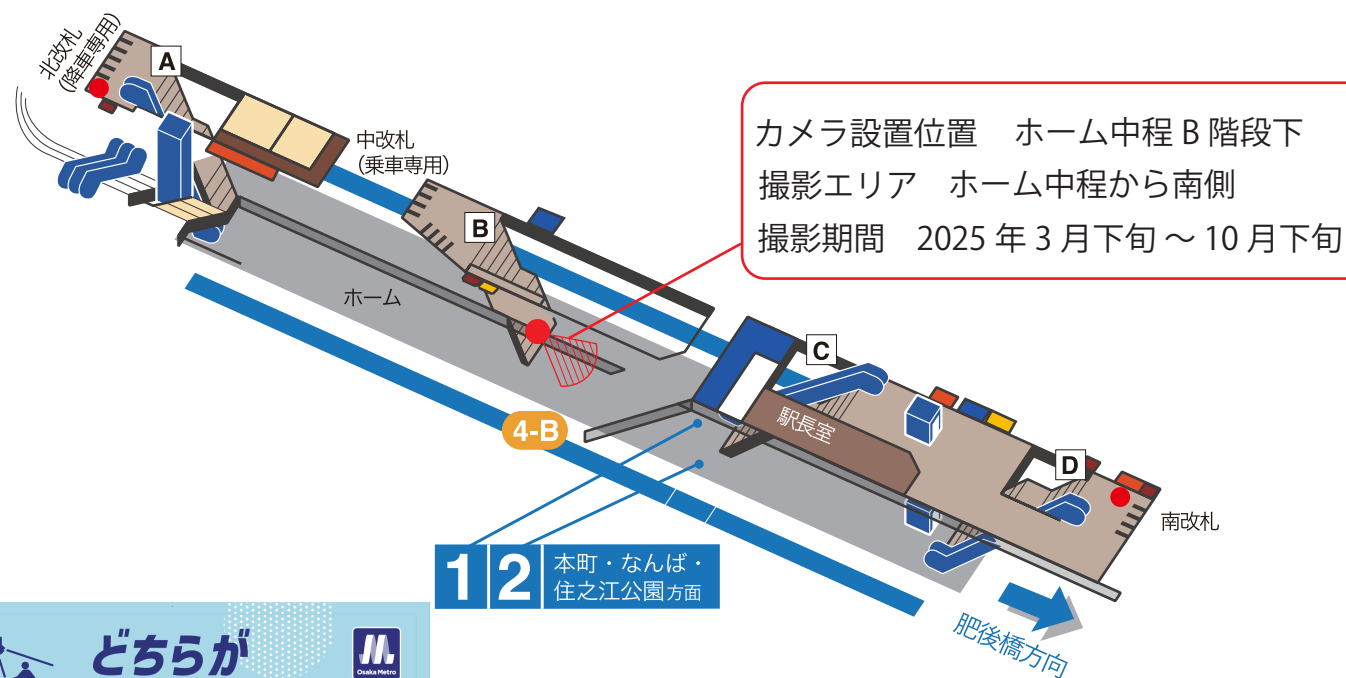 北改札
(降車専用)
A
中改札
(乗車専用)
B
ホーム
カメラ設置位置　ホーム中程 B 階段下
撮影エリア　ホーム中程から南側
撮影期間　2025 年 3 月下旬 ～ 10 月下旬
C
駅長室
D
南改札
4-B
1 2 本町・なんば・
住之江公園方面
肥後橋方向
どちらが
Osaka Metro